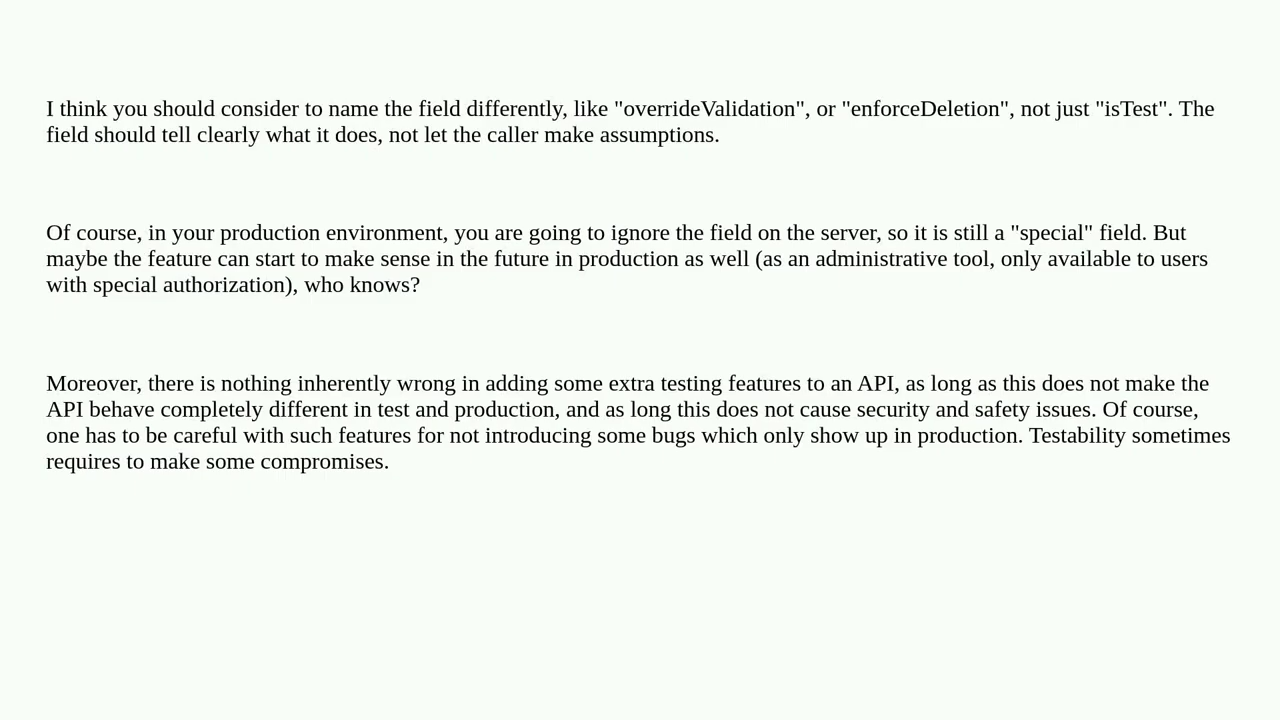 I think you should consider to name the field differently, like "overrideValidation", or "enforceDeletion", not just "isTest". The
field should tell clearly what it does, not let the caller make assumptions.
Of course, in your production environment, you are going to ignore the field on the server, so it is still a "special" field. But
maybe the feature can start to make sense in the future in production as well (as an administrative tool, only available to users
with special authorization), who knows?
Moreover, there is nothing inherently wrong in adding some extra testing features to an API, as long as this does not make the
API behave completely different in test and production, and as long this does not cause security and safety issues. Of course,
one has to be careful with such features for not introducing some bugs which only show up in production. Testability sometimes
requires to make some compromises.